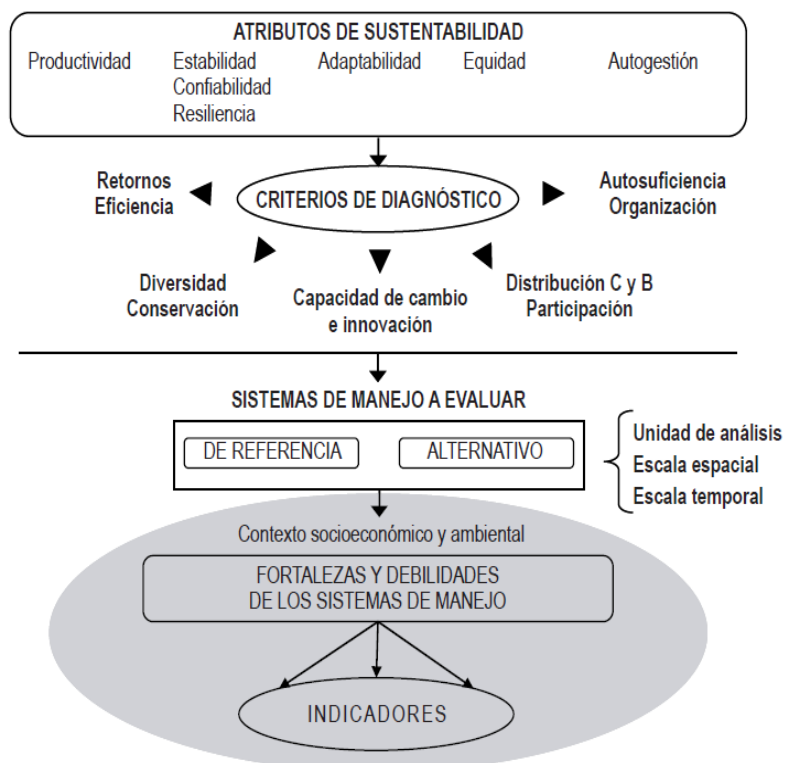 ATRIBUTOS DE SUSTENTABILIDAD
Productividad Estabilidad Adaptabilidad Equidad Autogestión
Confiabilidad
Resiliencia
Retornos
Eficiencia
CRITERIOS DE DIAGNÓSTICO
Autosuficiencia
Organización
Diversidad
Conservación
Capacidad de cambio
e innovación
Distribución C y B
Participación
SISTEMAS DE MANEJO A EVALUAR
DE REFERENCIA
ALTERNATIVO
Unidad de análisis
Escala espacial
Escala temporal
Contexto socioeconómico y ambiental
FORTALEZAS Y DEBILIDADES
DE LOS SISTEMAS DE MANEJO
INDICADORES